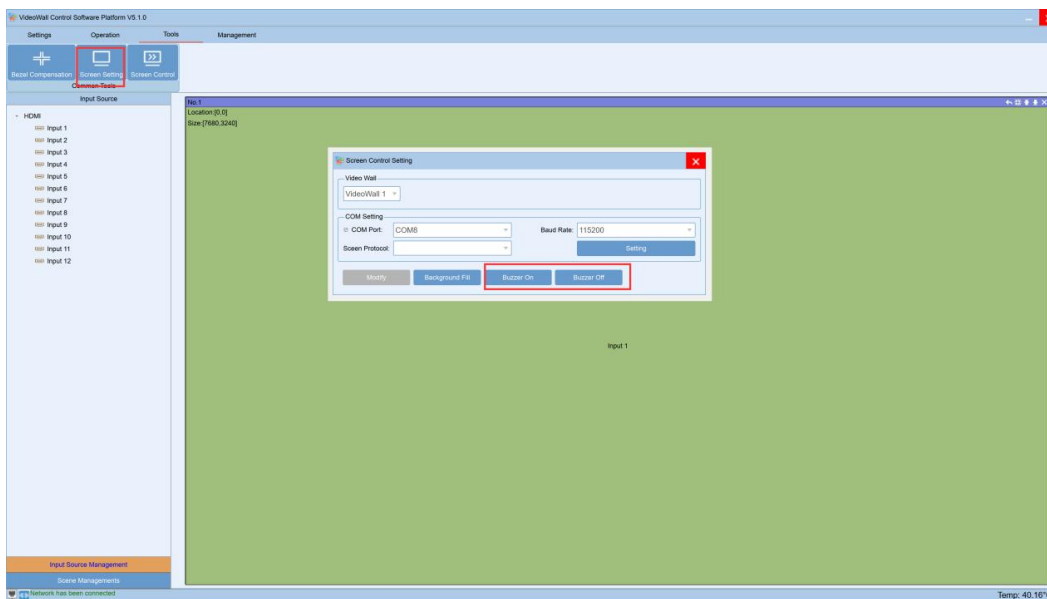 VideoWall Control Software Platform V5.1.0
Settings Operation Tools Management
Bezel Compensation Screen Setting Screen Control
Common Tools
Input Source
HDMI
Input 1
Input 2
Input 3
Input 4
Input 5
Input 6
Input 7
Input 8
Input 9
Input 10
Input 11
Input 12
No.1
Location:[0,0]
Size:[7680,3240]
Screen Control Setting
Video Wall
VideoWall 1
COM Setting
COM Port: COM6 Baud Rate: 115200
Sceen Protocol: Setting
Modify Background Fill Buzzer On Buzzer Off
Input 1
Input Source Management
Scene Managements
Network has been connected
Temp: 40.16°